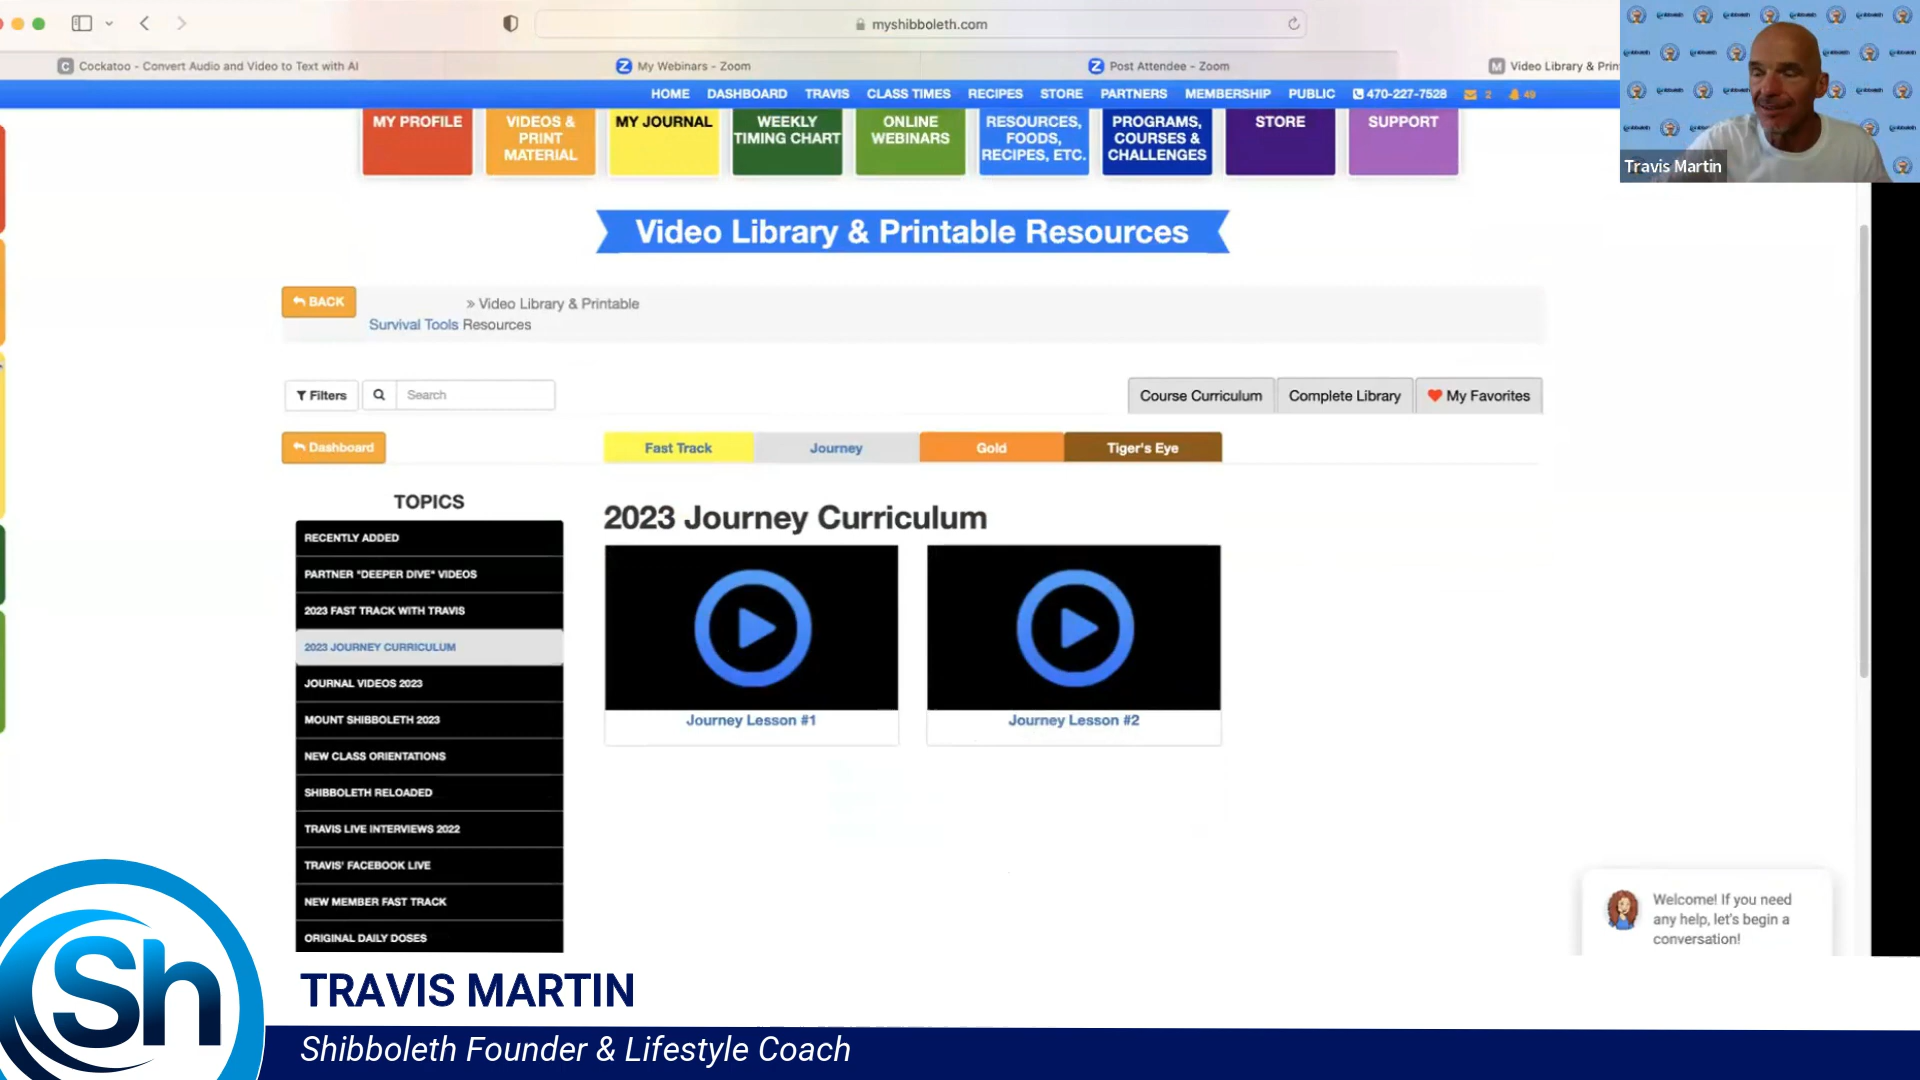 myshibboleth.com
Cockatoo - Convert Audio and Video to Text with AI
My Webinars - Zoom
Post Attendee - Zoom
Video Library & Prin
HOME DASHBOARD TRAVIS CLASS TIMES RECIPES STORE PARTNERS MEMBERSHIP PUBLIC 470-227-7528 2 49
MY PROFILE
VIDEOS &
PRINT
MATERIAL
MY JOURNAL
WEEKLY
TIMING CHART
ONLINE
WEBINARS
RESOURCES,
FOODS,
RECIPES, ETC.
PROGRAMS,
COURSES &
CHALLENGES
STORE
SUPPORT
Travis Martin
Video Library & Printable Resources
BACK
» Video Library & Printable
Survival Tools Resources
Filters
Search
Course Curriculum
Complete Library
My Favorites
Dashboard
Fast Track
Journey
Gold
Tiger's Eye
TOPICS
RECENTLY ADDED
PARTNER "DEEPER DIVE" VIDEOS
2023 FAST TRACK WITH TRAVIS
2023 JOURNEY CURRICULUM
JOURNAL VIDEOS 2023
MOUNT SHIBBOLETH 2023
NEW CLASS ORIENTATIONS
SHIBBOLETH RELOADED
TRAVIS LIVE INTERVIEWS 2022
TRAVIS' FACEBOOK LIVE
NEW MEMBER FAST TRACK
ORIGINAL DAILY DOSES
2023 Journey Curriculum
Journey Lesson #1
Journey Lesson #2
Welcome! If you need
any help, let's begin a
conversation!
Sh
TRAVIS MARTIN
Shibboleth Founder & Lifestyle Coach